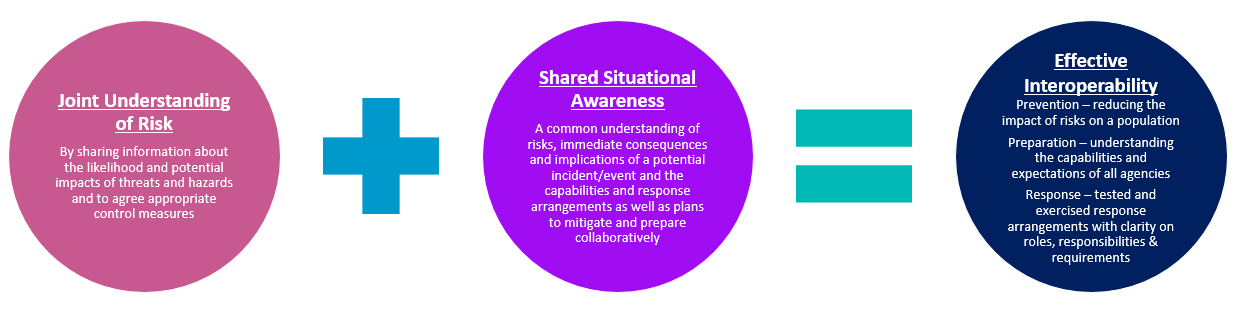 Joint Understanding
of Risk
By sharing information about
the likelihood and potential
impacts of threats and hazards
and to agree appropriate
control measures
Shared Situational
Awareness
A common understanding of
risks, immediate consequences
and implications of a potential
incident/event and the
capabilities and response
arrangements as well as plans
to mitigate and prepare
collaboratively
Effective
Interoperability
Prevention – reducing the
impact of risks on a population
Preparation – understanding
the capabilities and
expectations of all agencies
Response – tested and
exercised response
arrangements with clarity on
roles, responsibilities &
requirements